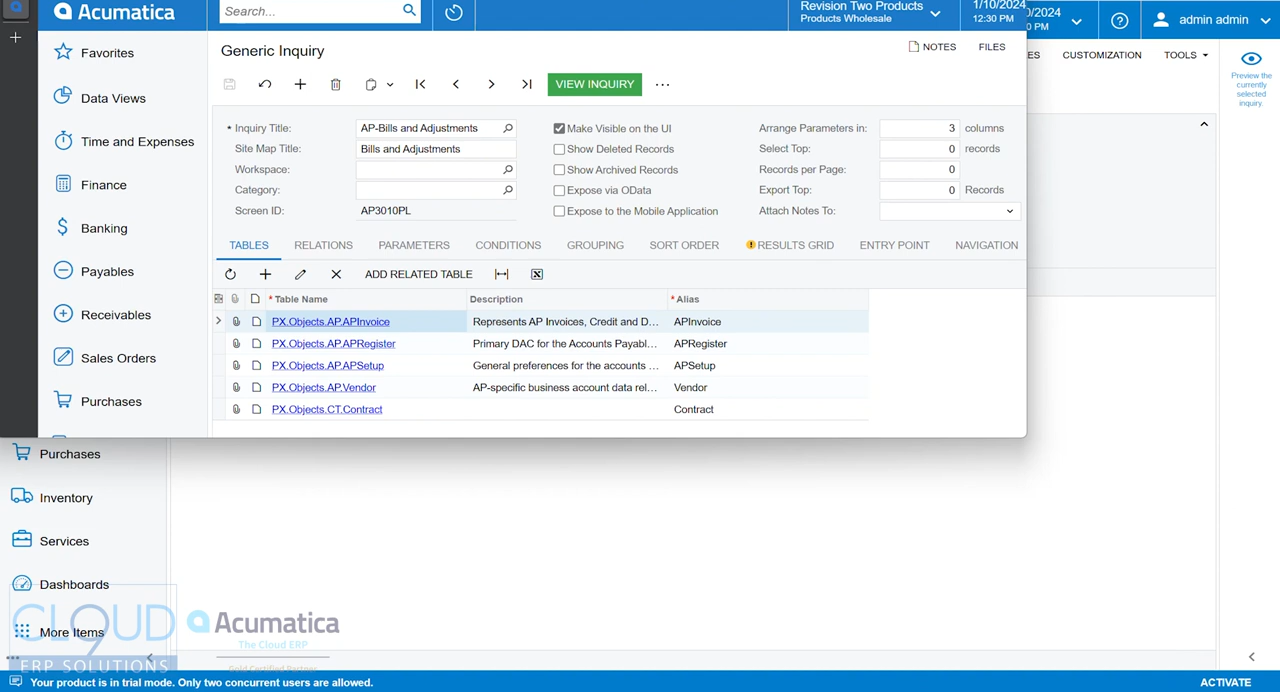 Acumatica
Search...
Revision Two Products
Products Wholesale
1/10/2024
12:30 PM
0/2024
0 PM
admin admin
Favorites
Data Views
Time and Expenses
Finance
Banking
Payables
Receivables
Sales Orders
Purchases
Generic Inquiry
NOTES
FILES
ES
CUSTOMIZATION
TOOLS
Preview the
currently
selected
inquiry.
VIEW INQUIRY
* Inquiry Title: AP-Bills and Adjustments
Site Map Title: Bills and Adjustments
Workspace:
Category:
Screen ID: AP3010PL
Make Visible on the UI
Show Deleted Records
Show Archived Records
Expose via OData
Expose to the Mobile Application
Arrange Parameters in: 3 columns
Select Top: 0 records
Records per Page: 0
Export Top: 0 Records
Attach Notes To:
TABLES RELATIONS PARAMETERS CONDITIONS GROUPING SORT ORDER RESULTS GRID ENTRY POINT NAVIGATION
ADD RELATED TABLE
* Table Name Description * Alias
PX.Objects.AP.APInvoice Represents AP Invoices, Credit and D... APInvoice
PX.Objects.AP.APRegister Primary DAC for the Accounts Payabl... APRegister
PX.Objects.AP.APSetup General preferences for the accounts ... APSetup
PX.Objects.AP.Vendor AP-specific business account data rel... Vendor
PX.Objects.CT.Contract Contract
Purchases
Inventory
Services
Dashboards
More Items
CLOUD 9
ERP SOLUTIONS
Acumatica
The Cloud ERP
Gold Certified Partner
Your product is in trial mode. Only two concurrent users are allowed.
ACTIVATE